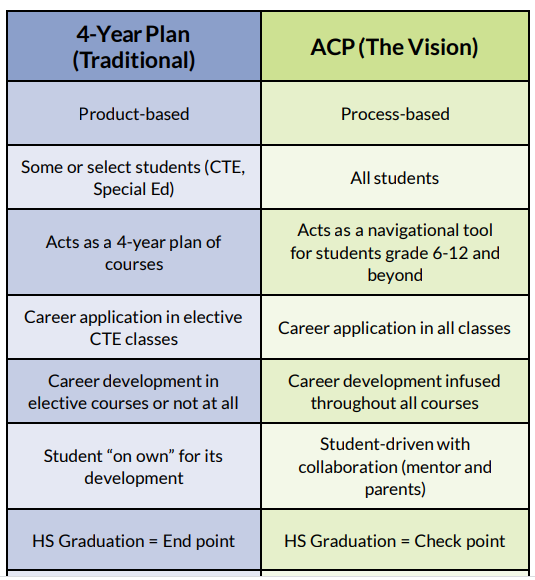 4-Year Plan
(Traditional)
ACP (The Vision)
Product-based
Process-based
Some or select students (CTE,
Special Ed)
All students
Acts as a 4-year plan of
courses
Acts as a navigational tool
for students grade 6-12 and
beyond
Career application in elective
CTE classes
Career application in all classes
Career development in
elective courses or not at all
Career development infused
throughout all courses
Student “on own” for its
development
Student-driven with
collaboration (mentor and
parents)
HS Graduation = End point
HS Graduation = Check point